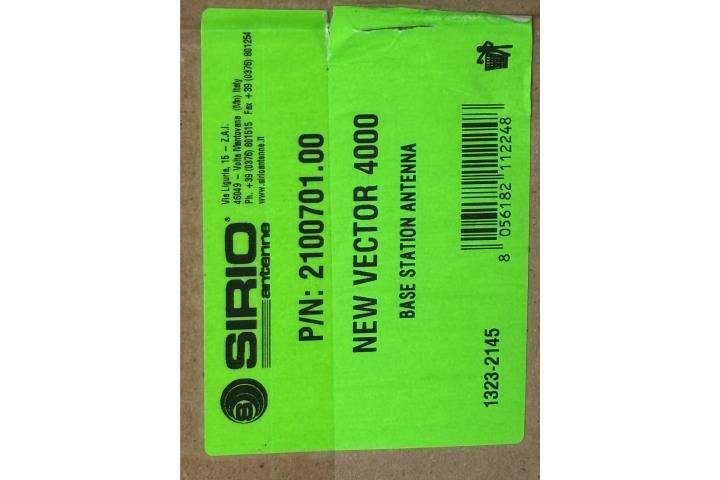 SIRIO®
antenne
Via Liguria, 15 - Z.A.I.
46049 - Volta Mantovana (Mn) Italy
Ph. +39 (0376) 801515 Fax +39 (0376) 801254
www.sirioantenne.it
P/N: 2100701.00
NEW VECTOR 4000
BASE STATION ANTENNA
1323-2145
8 056182 112248